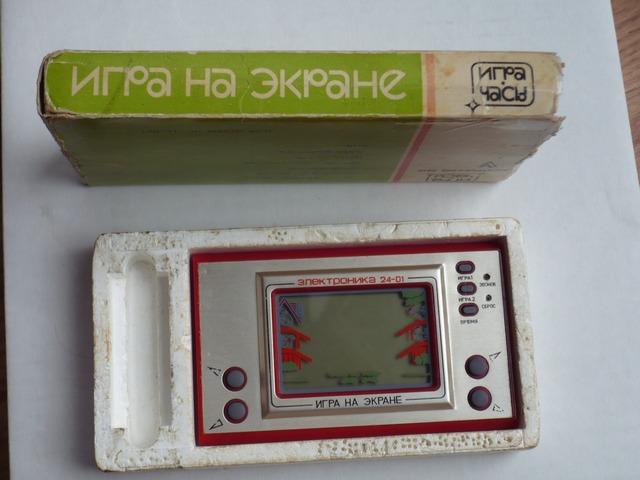 игра на экране
игра
часы
электроника 24-01
ИГРА 1
ЗВОНОК
ИГРА 2
СБРОС
ВРЕМЯ
ИГРА НА ЭКРАНЕ